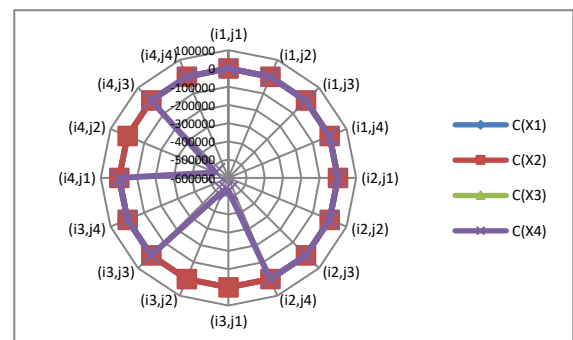 (i1,j1)
(i4,j4)
100000
(i1,j2)
0
(i4,j3)
-100000
(i1,j3)
-200000
-300000
(i4,j2)
-400000
(i1,j4)
-500000
(i4,j1)
-600000
(i2,j1)
(i3,j4)
(i2,j2)
(i3,j3)
(i2,j3)
(i3,j2)
(i2,j4)
(i3,j1)
C(X1)
C(X2)
C(X3)
C(X4)